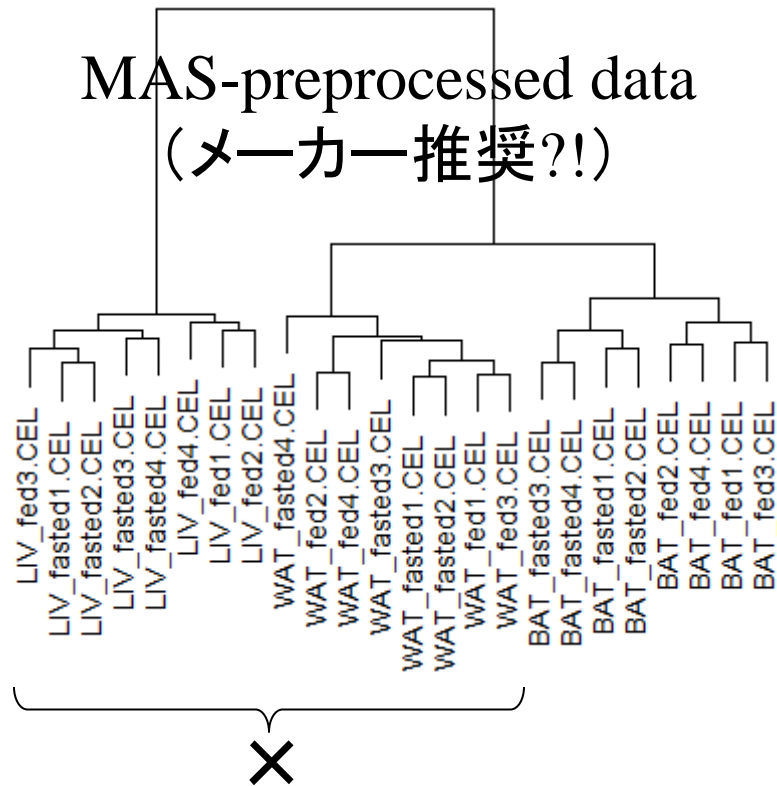 MAS-preprocessed data
（メーカー推奨?!）
LIV_fed3.CEL
LIV_fasted1.CEL
LIV_fasted2.CEL
LIV_fasted3.CEL
LIV_fasted4.CEL
LIV_fed4.CEL
LIV_fed1.CEL
LIV_fed2.CEL
WAT_fasted4.CEL
WAT_fed2.CEL
WAT_fed4.CEL
WAT_fasted3.CEL
WAT_fasted1.CEL
WAT_fasted2.CEL
WAT_fed1.CEL
WAT_fed3.CEL
BAT_fasted3.CEL
BAT_fasted4.CEL
BAT_fasted1.CEL
BAT_fasted2.CEL
BAT_fed2.CEL
BAT_fed4.CEL
BAT_fed1.CEL
BAT_fed3.CEL
×